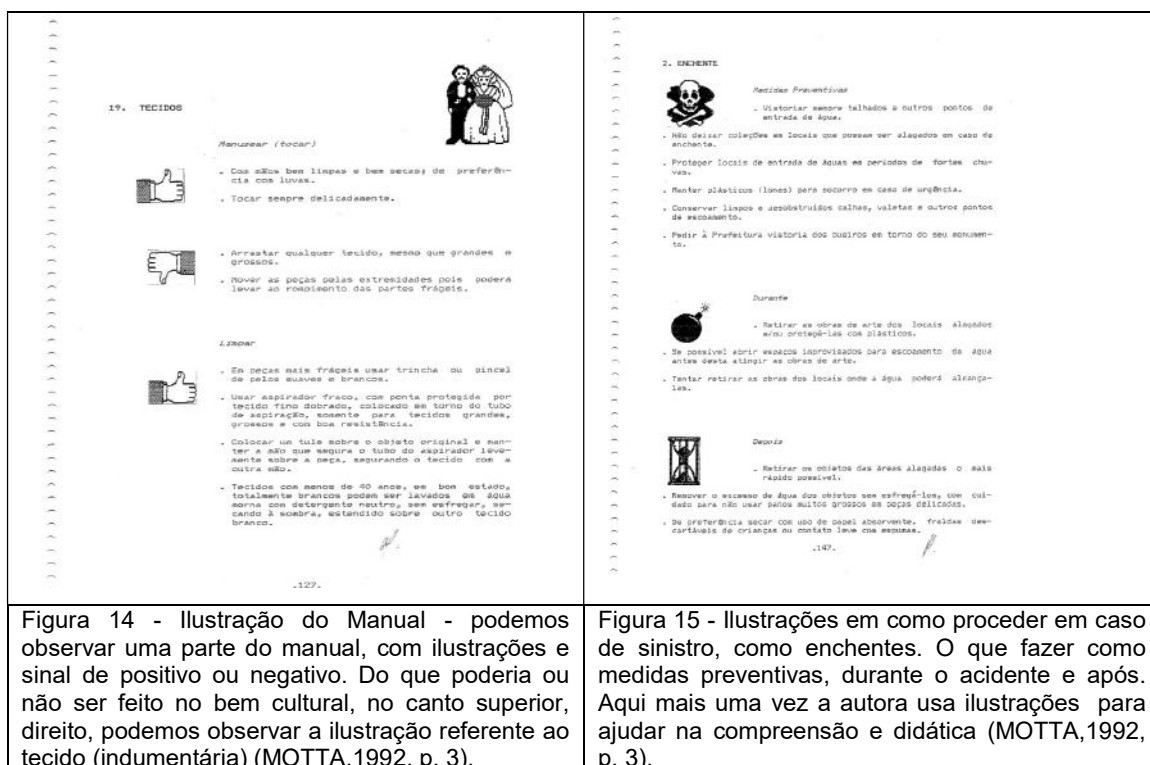 19. TECIDOS
Manusear (tocar)
. Com mãos bem limpas e bem secas; de preferên-
cia com luvas.
. Tocar sempre delicadamente.
. Arrastar qualquer tecido, mesmo que grandes e
grossos.
. Mover as peças pelas extremidades pois poderá
levar ao rompimento das partes frágeis.
Limpar
. Em peças mais frágeis usar trincha ou pincel
de pelos suaves e brancos.
. Usar aspirador fraco, com ponta protegida por
tecido fino dobrado, colocado em torno do tubo
de aspiração, somente para tecidos grandes,
grossos e com boa resistência.
. Colocar um tule sobre o objeto original e man-
ter a mão que segura o tubo do aspirador leve-
mente sobre a peça, segurando o tecido com a
outra mão.
. Tecidos com menos de 40 anos, em bom estado,
totalmente brancos podem ser lavados em água
morna com detergente neutro, sem esfregar, se-
cando à sombra, estendido sobre outro tecido
branco.
.127.
2. ENCHENTE
Medidas Preventivas
. Vistoriar sempre telhados e outros pontos de
entrada de água.
. Não deixar coleções em locais que possam ser alagados em caso de
enchente.
. Proteger locais de entrada de águas em períodos de fortes chu-
vas.
. Manter plásticos (lonas) para socorro em caso de urgência.
. Conservar limpos e desobstruídos calhas, valetas e outros pontos
de escoamento.
. Pedir à Prefeitura vistoria dos bueiros em torno do seu monumen-
to.
Durante
. Retirar as obras de arte dos locais alagados
e/ou protegê-las com plásticos.
. Se possível abrir espaços improvisados para escoamento da água
antes desta atingir as obras de arte.
. Tentar retirar as obras dos locais onde a água poderá alcançá-
las.
Depois
. Retirar os objetos das áreas alagadas o mais
rápido possível.
. Remover o excesso de água dos objetos sem esfregá-los, com cui-
dado para não usar panos muitos grossos em peças delicadas.
. De preferência secar com uso de papel absorvente, fraldas des-
cartáveis de crianças ou contato leve com espumas.
.147.
Figura 14 - Ilustração do Manual - podemos
observar uma parte do manual, com ilustrações e
sinal de positivo ou negativo. Do que poderia ou
não ser feito no bem cultural, no canto superior,
direito, podemos observar a ilustração referente ao
tecido (indumentária) (MOTTA,1992, p. 3).
Figura 15 - Ilustrações em como proceder em caso
de sinistro, como enchentes. O que fazer como
medidas preventivas, durante o acidente e após.
Aqui mais uma vez a autora usa ilustrações para
ajudar na compreensão e didática (MOTTA,1992,
p. 3).